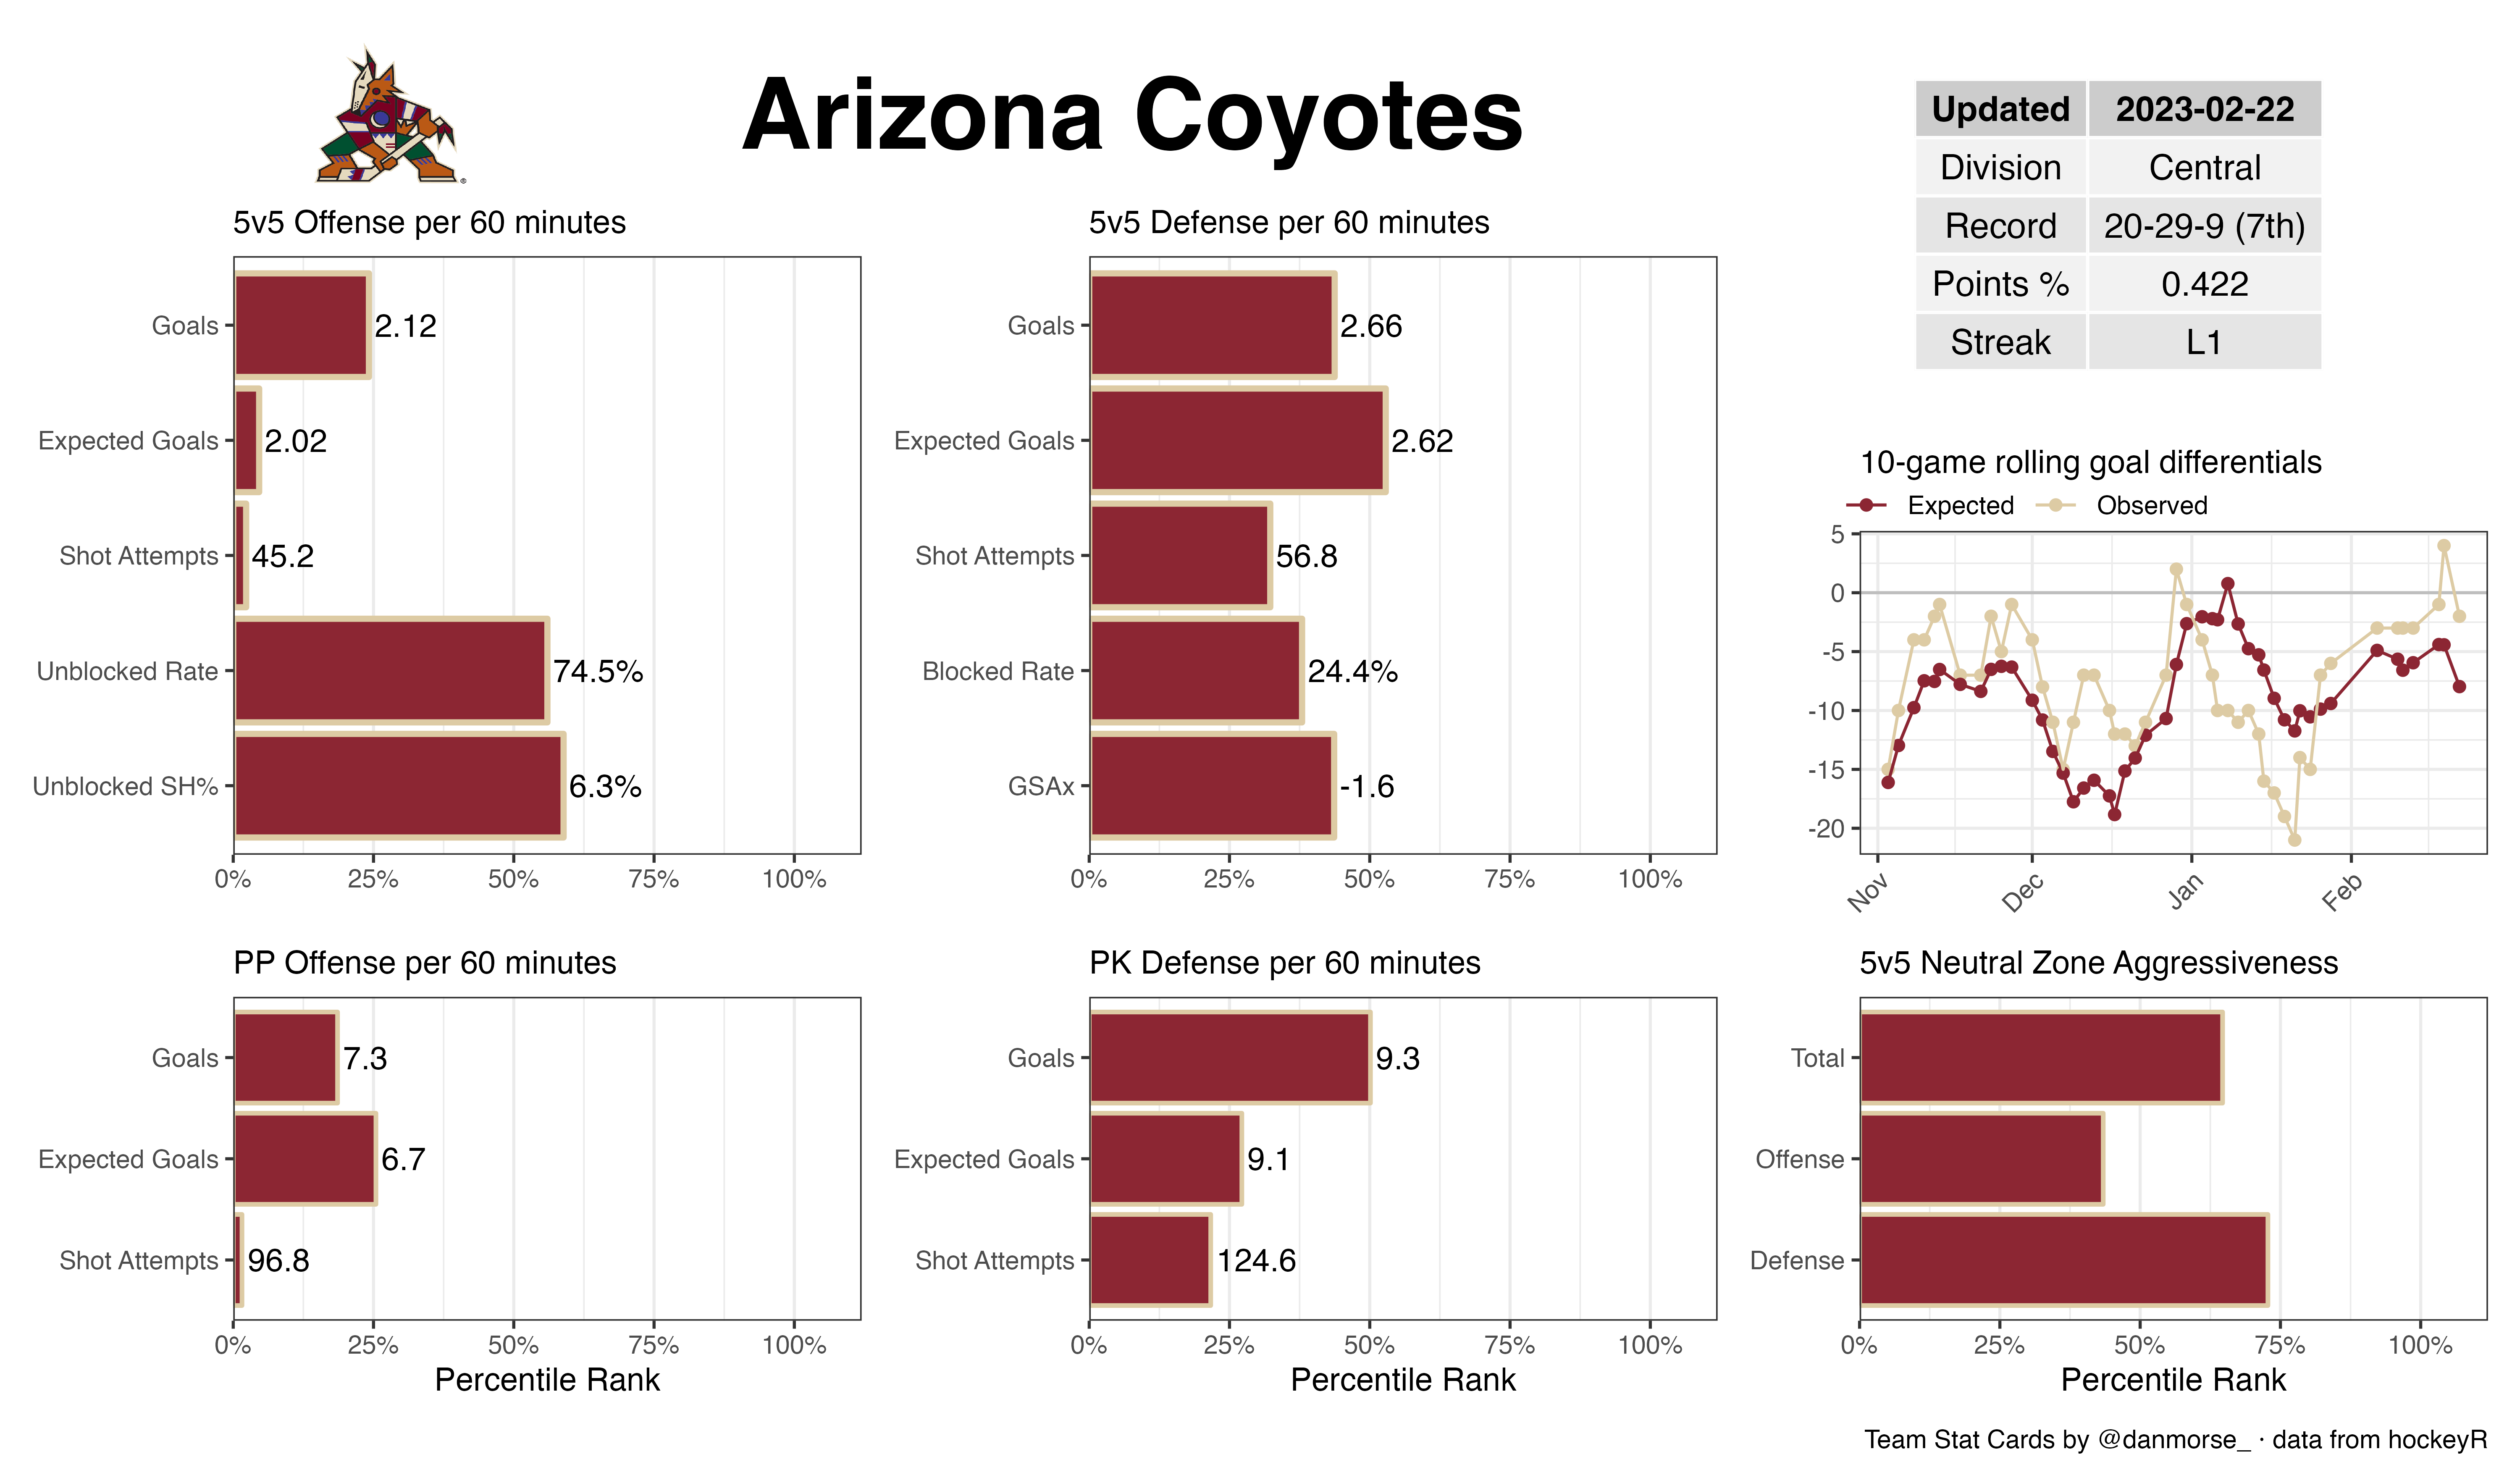 Arizona Coyotes
Updated 2023-02-22
Division Central
Record 20-29-9 (7th)
Points % 0.422
Streak L1
5v5 Offense per 60 minutes
Goals 2.12
Expected Goals 2.02
Shot Attempts 45.2
Unblocked Rate 74.5%
Unblocked SH% 6.3%
0% 25% 50% 75% 100%
5v5 Defense per 60 minutes
Goals 2.66
Expected Goals 2.62
Shot Attempts 56.8
Blocked Rate 24.4%
GSAx -1.6
0% 25% 50% 75% 100%
10-game rolling goal differentials
Expected Observed
5
0
-5
-10
-15
-20
Nov Dec Jan Feb
PP Offense per 60 minutes
Goals 7.3
Expected Goals 6.7
Shot Attempts 96.8
0% 25% 50% 75% 100%
Percentile Rank
PK Defense per 60 minutes
Goals 9.3
Expected Goals 9.1
Shot Attempts 124.6
0% 25% 50% 75% 100%
Percentile Rank
5v5 Neutral Zone Aggressiveness
Total
Offense
Defense
0% 25% 50% 75% 100%
Percentile Rank
Team Stat Cards by @danmorse_ · data from hockeyR